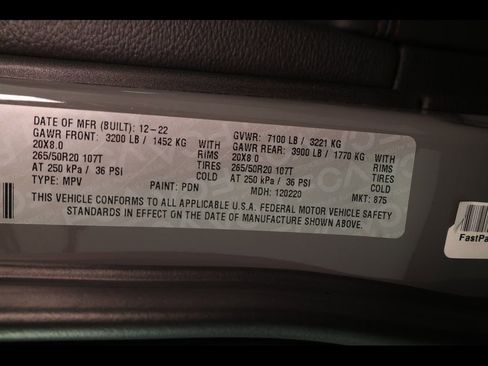 DATE OF MFR (BUILT): 12-22 GVWR: 7100 LB / 3221 KG
GAWR FRONT: 3200 LB / 1452 KG WITH GAWR REAR: 3900 LB / 1770 KG WITH
20X8.0 RIMS 20X8.0 RIMS
265/50R20 107T TIRES 265/50R20 107T TIRES
AT 250 kPa / 36 PSI COLD AT 250 kPa / 36 PSI COLD
TYPE: MPV PAINT: PDN MDH: 120220 MKT: 875
THIS VEHICLE CONFORMS TO ALL APPLICABLE U.S.A. FEDERAL MOTOR VEHICLE SAFETY
STANDARDS IN EFFECT ON THE DATE OF MANUFACTURE SHOWN ABOVE.
FastPa